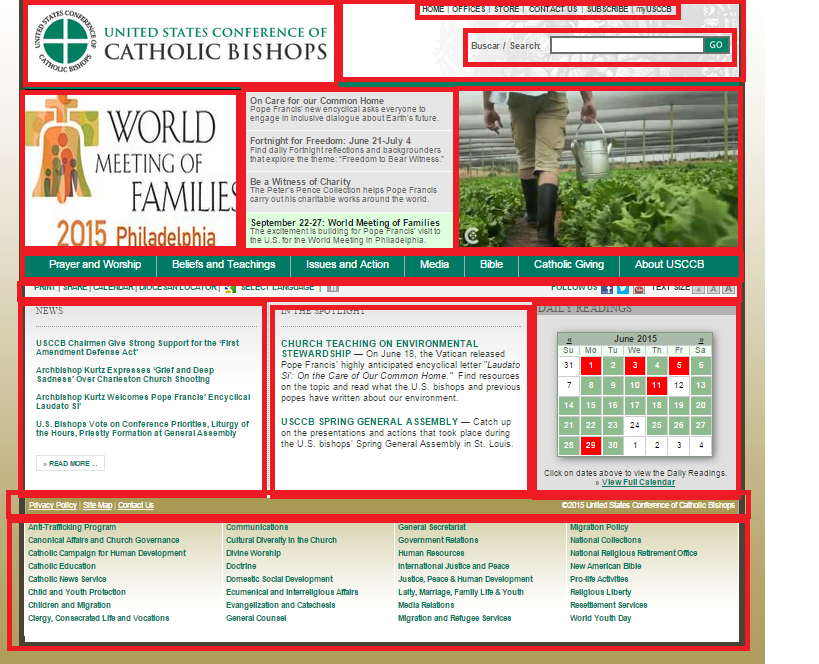 HOME | OFFICES | STORE | CONTACT US | SUBSCRIBE | myUSCCB
UNITED STATES CONFERENCE OF
CATHOLIC BISHOPS
Buscar / Search: GO
WORLD
MEETING OF
FAMILIES
2015 Philadelphia
On Care for our Common Home
Pope Francis' new encyclical asks everyone to
engage in inclusive dialogue about Earth's future.
Fortnight for Freedom: June 21-July 4
Find daily Fortnight reflections and backgrounders
that explore the theme: "Freedom to Bear Witness."
Be a Witness of Charity
The Peter's Pence Collection helps Pope Francis
carry out his charitable works around the world.
September 22-27: World Meeting of Families
The excitement is building for Pope Francis' visit to
the U.S. for the World Meeting in Philadelphia.
Prayer and Worship Beliefs and Teachings Issues and Action Media Bible Catholic Giving About USCCB
PRINT | SHARE | CALENDAR | DIOCESAN LOCATOR | SELECT LANGUAGE | FOLLOW US TEXT SIZE A A A
NEWS
USCCB Chairmen Give Strong Support for the 'First
Amendment Defense Act'
Archbishop Kurtz Expresses 'Grief and Deep
Sadness' Over Charleston Church Shooting
Archbishop Kurtz Welcomes Pope Francis' Encyclical
Laudato Si'
U.S. Bishops Vote on Conference Priorities, Liturgy of
the Hours, Priestly Formation at General Assembly
» READ MORE ...
IN THE SPOTLIGHT
CHURCH TEACHING ON ENVIRONMENTAL
STEWARDSHIP — On June 18, the Vatican released
Pope Francis' highly anticipated encyclical letter "Laudato
Si': On the Care of Our Common Home." Find resources
on the topic and read what the U.S. bishops and previous
popes have written about our environment.
USCCB SPRING GENERAL ASSEMBLY — Catch up
on the presentations and actions that took place during
the U.S. bishops' Spring General Assembly in St. Louis.
DAILY READINGS
« June 2015 »
Su Mo Tu We Th Fr Sa
31 1 2 3 4 5 6
7 8 9 10 11 12 13
14 15 16 17 18 19 20
21 22 23 24 25 26 27
28 29 30 1 2 3 4
Click on dates above to view the Daily Readings.
» View Full Calendar
Privacy Policy | Site Map | Contact Us ©2015 United States Conference of Catholic Bishops
Anti-Trafficking Program Communications General Secretariat Migration Policy
Canonical Affairs and Church Governance Cultural Diversity in the Church Government Relations National Collections
Catholic Campaign for Human Development Divine Worship Human Resources National Religious Retirement Office
Catholic Education Doctrine International Justice and Peace New American Bible
Catholic News Service Domestic Social Development Justice, Peace & Human Development Pro-life Activities
Child and Youth Protection Ecumenical and Interreligious Affairs Laity, Marriage, Family Life & Youth Religious Liberty
Children and Migration Evangelization and Catechesis Media Relations Resettlement Services
Clergy, Consecrated Life and Vocations General Counsel Migration and Refugee Services World Youth Day